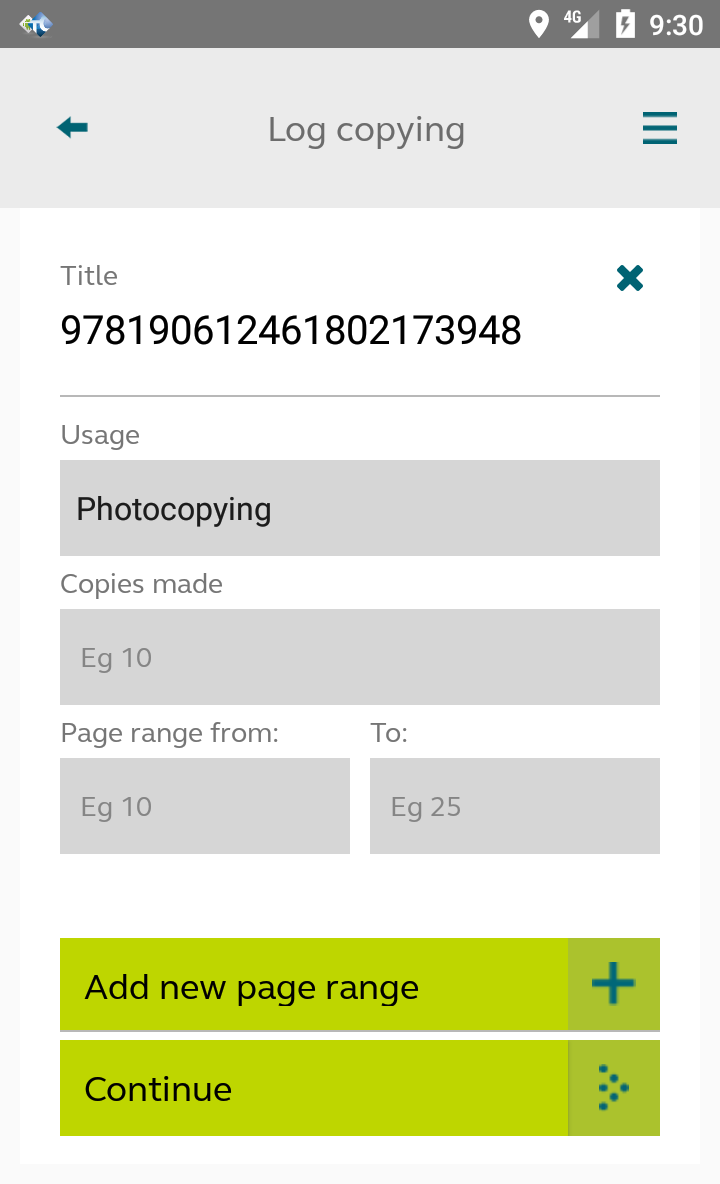 4G 9:30
Log copying
Title
978190612461802173948
Usage
Photocopying
Copies made
Eg 10
Page range from: To:
Eg 10 Eg 25
Add new page range
Continue